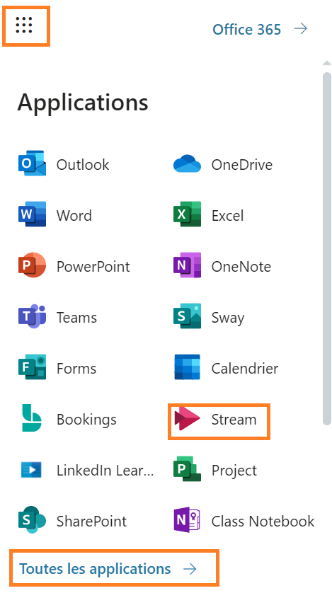 Office 365 →
Applications
Outlook OneDrive
Word Excel
PowerPoint OneNote
Teams Sway
Forms Calendrier
Bookings Stream
LinkedIn Lear... Project
SharePoint Class Notebook
Toutes les applications →